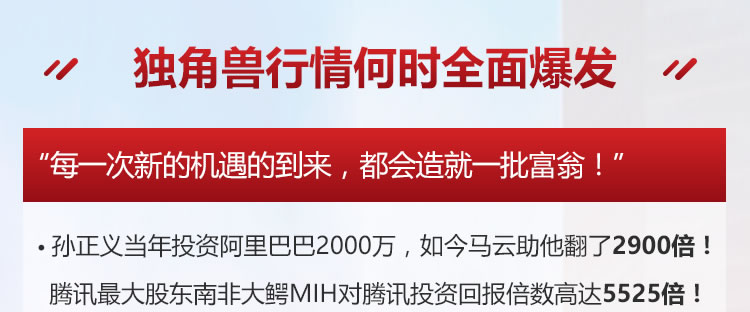 独角兽行情何时全面爆发
“每一次新的机遇的到来，都会造就一批富翁！”
• 孙正义当年投资阿里巴巴2000万，如今马云助他翻了2900倍！
腾讯最大股东南非大鳄MIH对腾讯投资回报倍数高达5525倍！